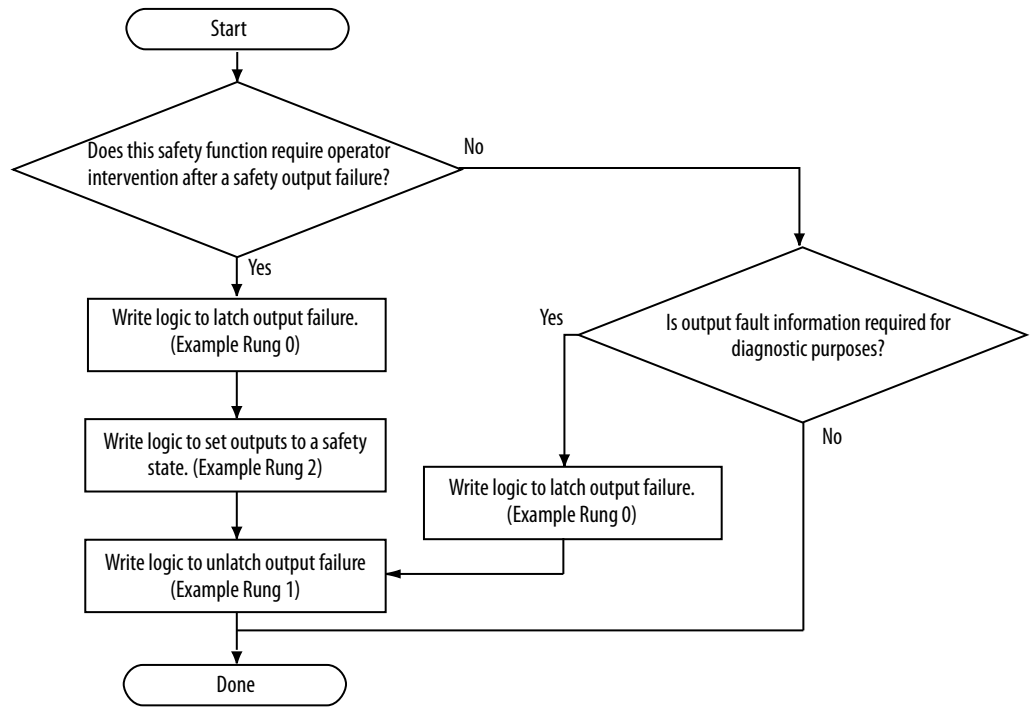 Start
Does this safety function require operator
intervention after a safety output failure?
No
Yes
Write logic to latch output failure.
(Example Rung 0)
Yes
Is output fault information required for
diagnostic purposes?
No
Write logic to set outputs to a safety
state. (Example Rung 2)
Write logic to latch output failure.
(Example Rung 0)
Write logic to unlatch output failure
(Example Rung 1)
Done